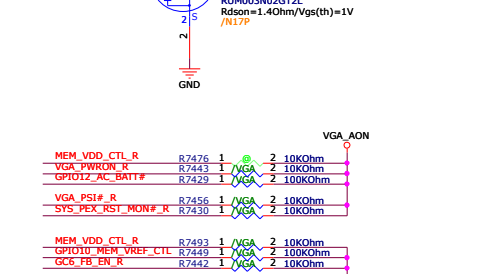 RUM003N02GT2L
2 S
Rdson=1.4Ohm/Vgs(th)=1V
/N17P
2
GND
VGA_AON
MEM_VDD_CTL_R R7476 1 @ 2 10KOhm
VGA_PWRON_R R7443 1 /VGA 2 10KOhm
GPIO12_AC_BATT# R7429 1 /VGA 2 100KOhm
VGA_PSI#_R R7456 1 /VGA 2 10KOhm
SYS_PEX_RST_MON#_R R7430 1 /VGA 2 10KOhm
MEM_VDD_CTL_R R7493 1 /VGA 2 10KOhm
GPIO10_MEM_VREF_CTL R7449 1 /VGA 2 100KOhm
GC6_FB_EN_R R7442 1 /VGA 2 10KOhm